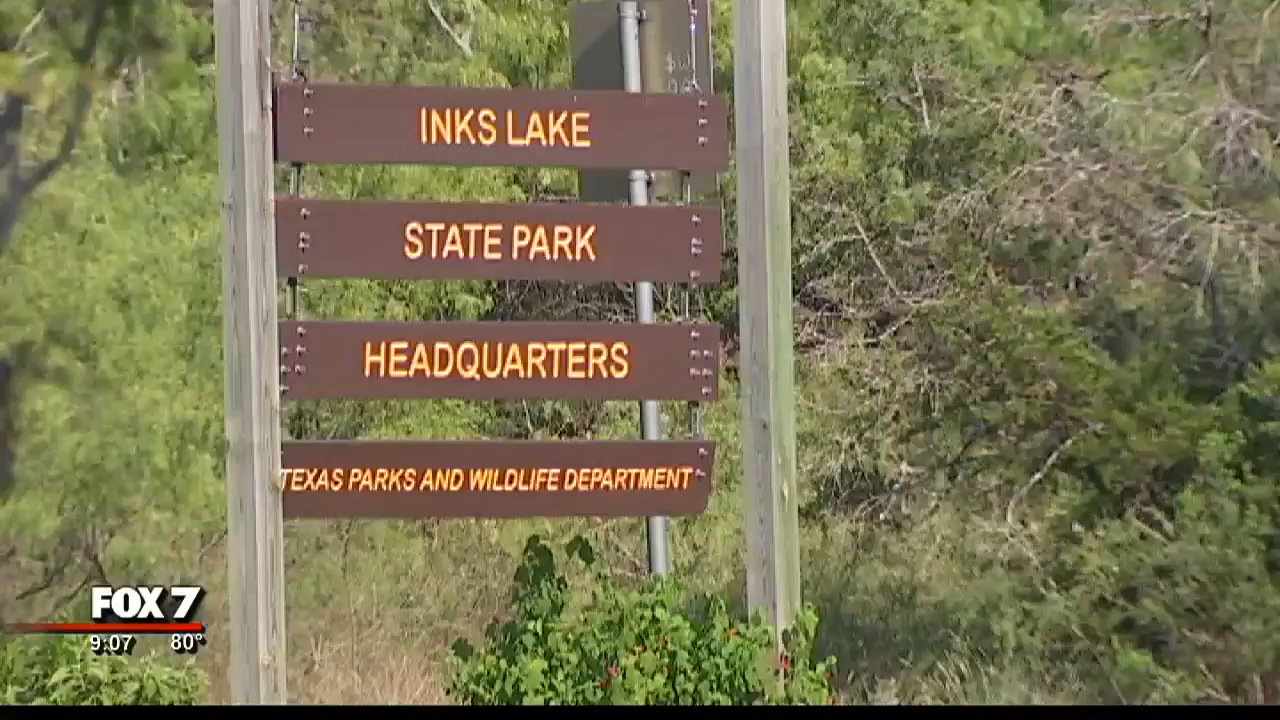 INKS LAKE
STATE PARK
HEADQUARTERS
TEXAS PARKS AND WILDLIFE DEPARTMENT
FOX 7
9:07 80°